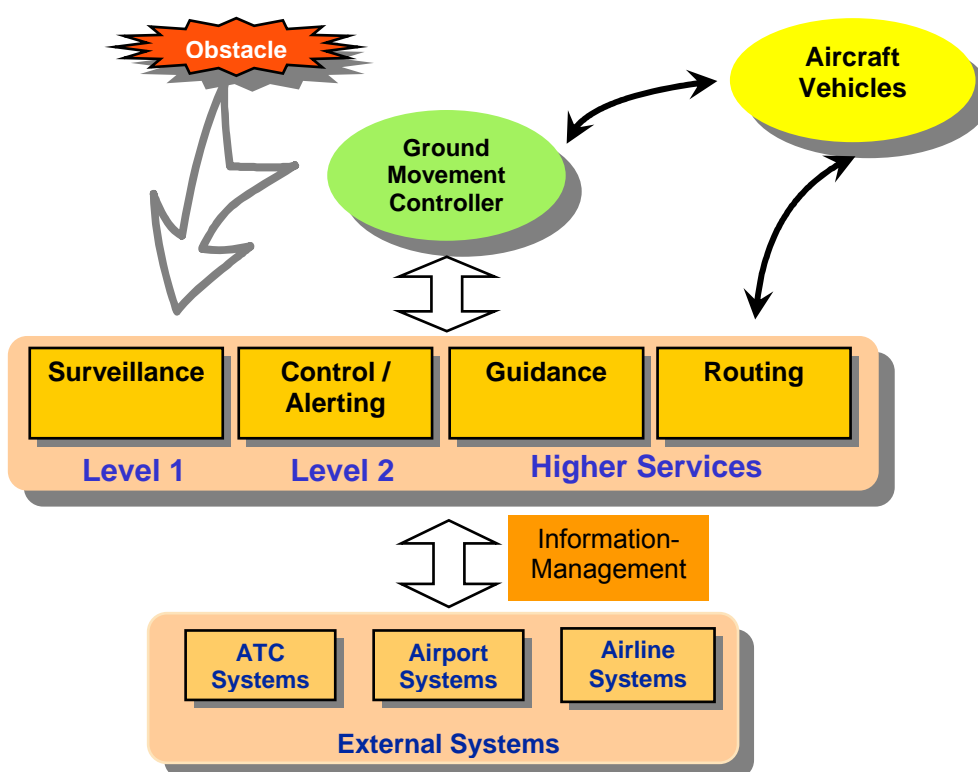 Obstacle
Aircraft
Vehicles
Ground
Movement
Controller
Surveillance
Control /
Alerting
Guidance
Routing
Level 1
Level 2
Higher Services
Information-
Management
ATC
Systems
Airport
Systems
Airline
Systems
External Systems